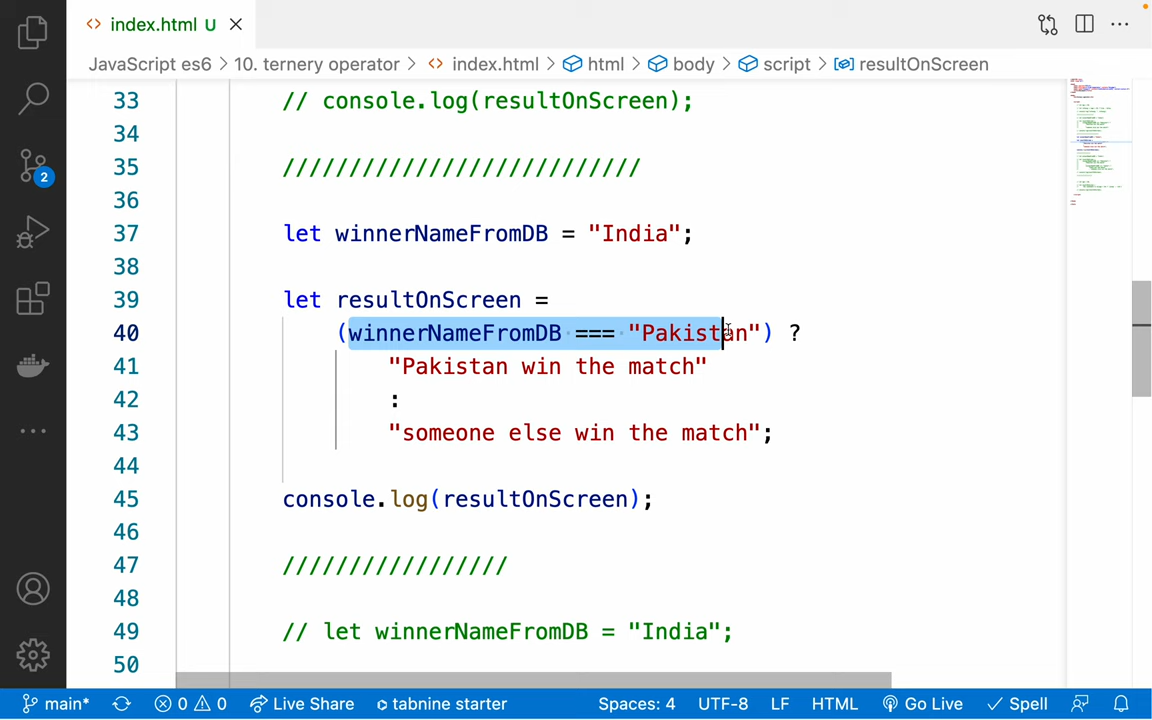 index.html U
JavaScript es6 > 10. ternery operator > index.html > html > body > script > resultOnScreen
33 // console.log(resultOnScreen);
34
35 ///////////////////////////
36
37 let winnerNameFromDB = "India";
38
39 let resultOnScreen =
40 (winnerNameFromDB === "Pakistan") ?
41 "Pakistan win the match"
42 :
43 "someone else win the match";
44
45 console.log(resultOnScreen);
46
47 /////////////////
48
49 // let winnerNameFromDB = "India";
50
2
main* 0 0 Live Share tabnine starter Spaces: 4 UTF-8 LF HTML Go Live Spell